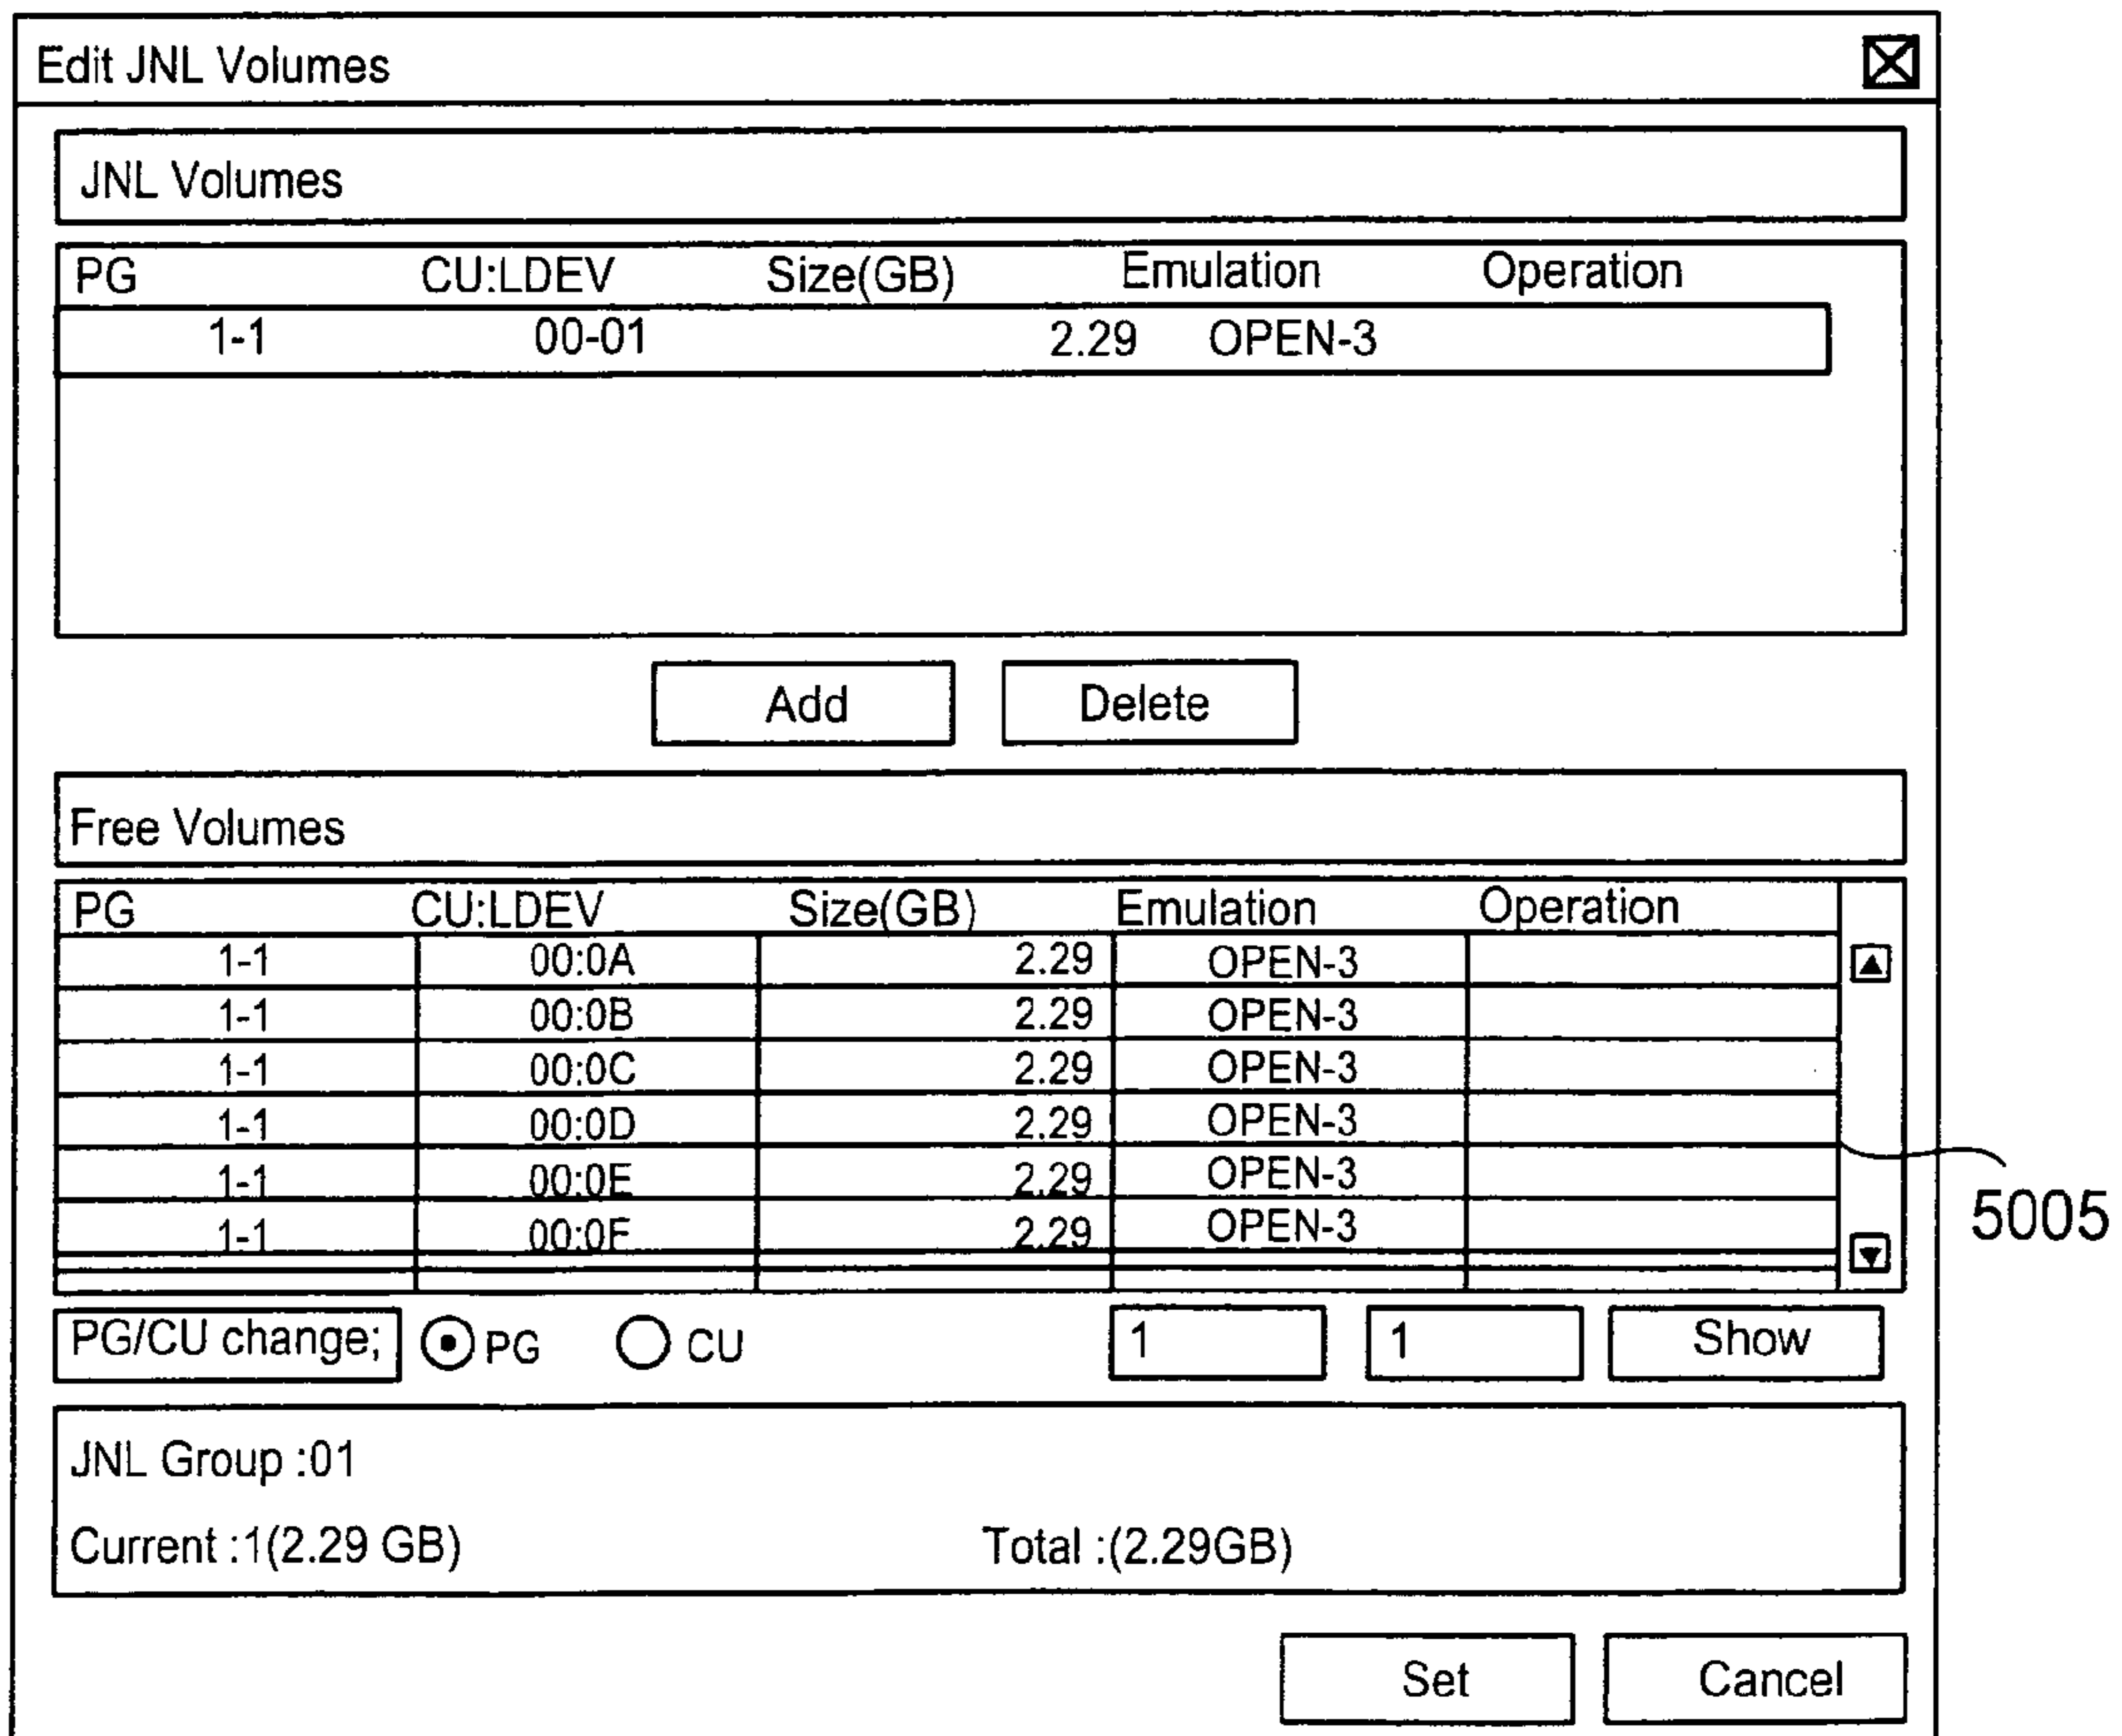 Edit JNL Volumes
JNL Volumes
PG CU:LDEV Size(GB) Emulation Operation
1-1 00-01 2.29 OPEN-3
Add Delete
Free Volumes
PG CU:LDEV Size(GB) Emulation Operation
1-1 00:0A 2.29 OPEN-3
1-1 00:0B 2.29 OPEN-3
1-1 00:0C 2.29 OPEN-3
1-1 00:0D 2.29 OPEN-3
1-1 00:0E 2.29 OPEN-3
1-1 00:0F 2.29 OPEN-3
5005
PG/CU change; PG CU 1 1 Show
JNL Group :01
Current :1(2.29 GB) Total :(2.29GB)
Set Cancel